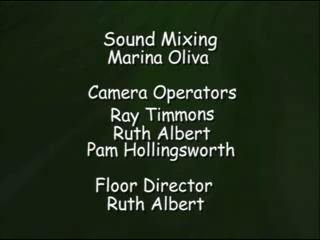 Sound Mixing
Marina Oliva
Camera Operators
Ray Timmons
Ruth Albert
Pam Hollingsworth
Floor Director
Ruth Albert